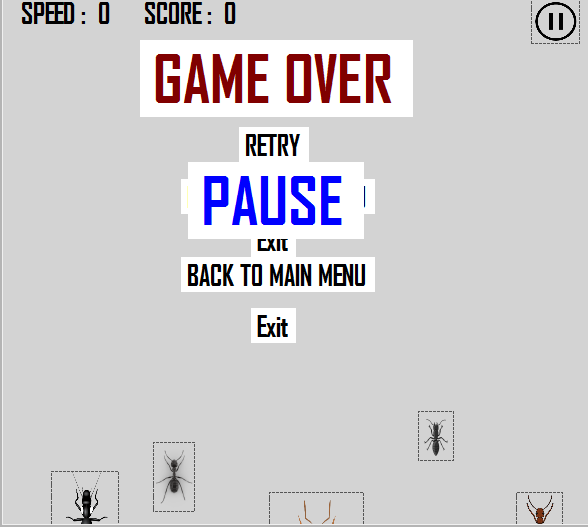 SPEED : 0 SCORE : 0
GAME OVER
RETRY
PAUSE
Exit
BACK TO MAIN MENU
Exit